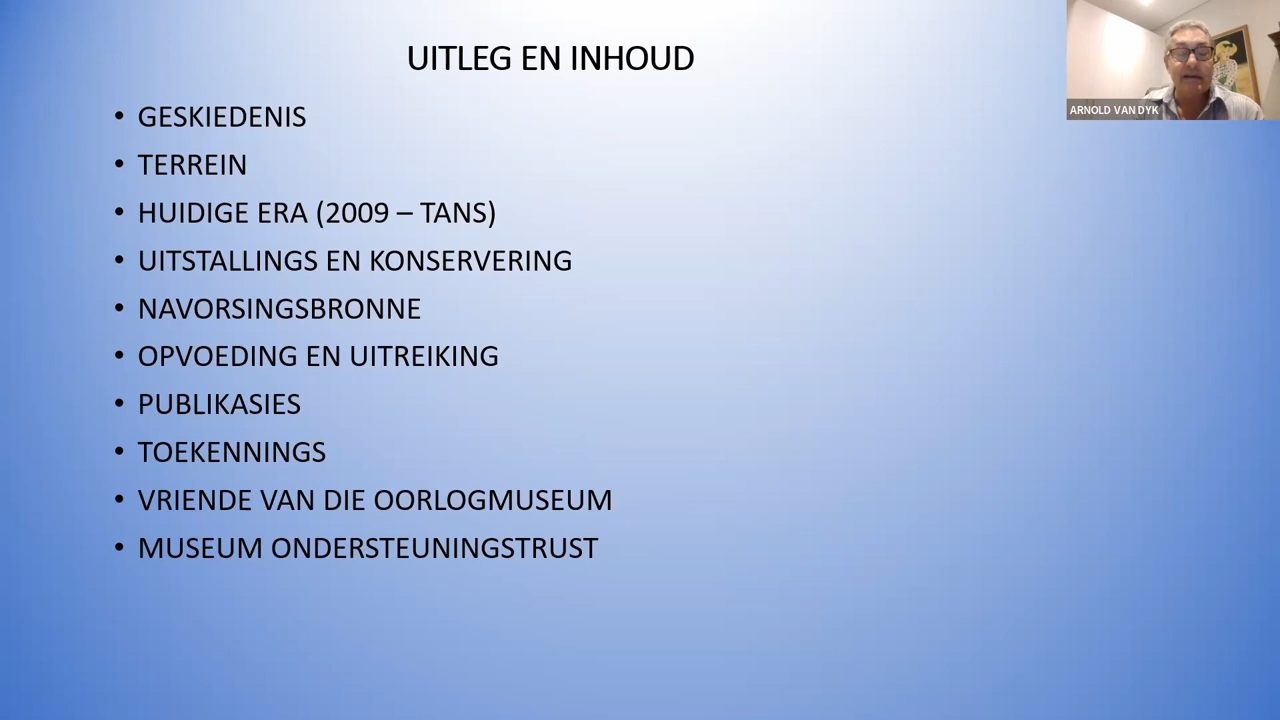 UITLEG EN INHOUD
• GESKIEDENIS
• TERREIN
• HUIDIGE ERA (2009 – TANS)
• UITSTALLINGS EN KONSERVERING
• NAVORSINGSBRONNE
• OPVOEDING EN UITREIKING
• PUBLIKASIES
• TOEKENNINGS
• VRIENDE VAN DIE OORLOGMUSEUM
• MUSEUM ONDERSTEUNINGSTRUST
ARNOLD VAN DYK